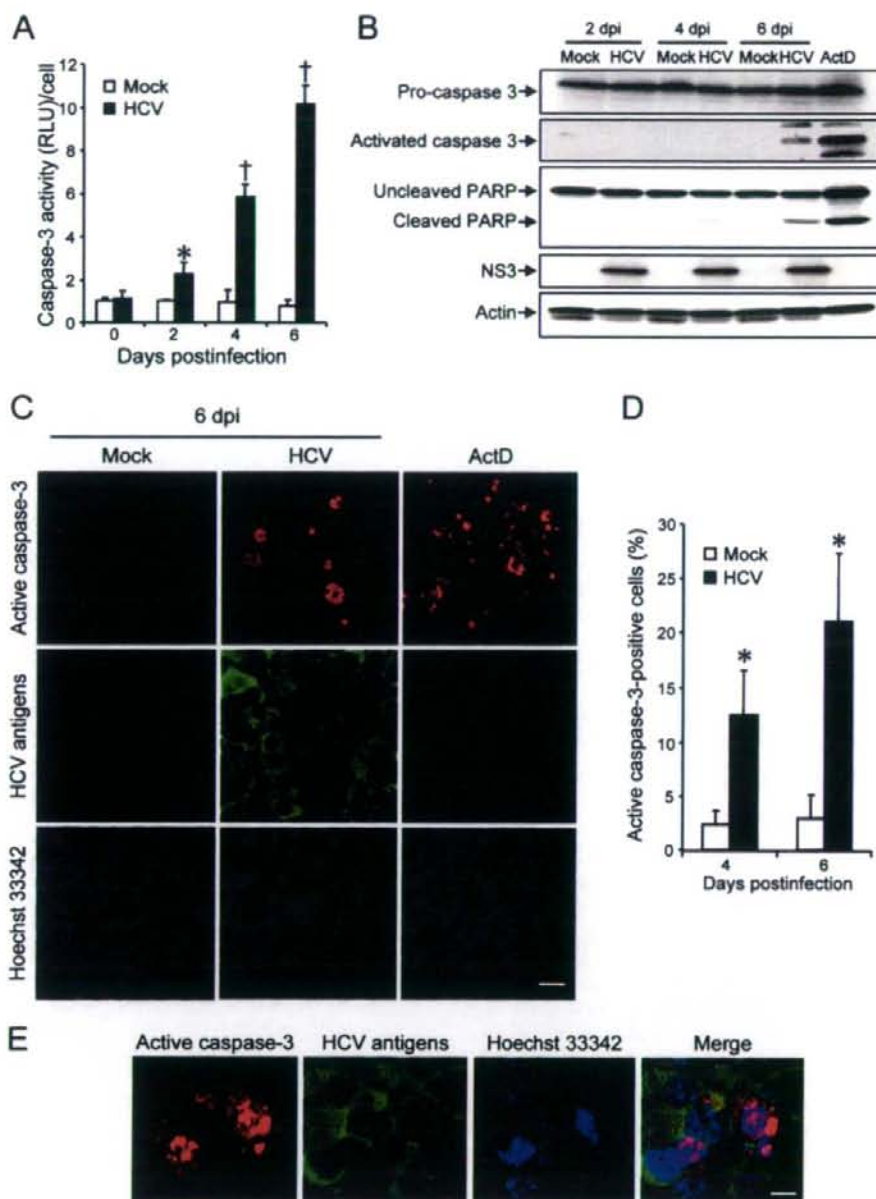 A
Caspase-3 activity (RLU)/cell
12
10
8
6
4
2
0
Mock
HCV
*
†
†
0 2 4 6
Days postinfection
B
2 dpi 4 dpi 6 dpi
Mock HCV Mock HCV Mock HCV ActD
Pro-caspase 3
Activated caspase 3
Uncleaved PARP
Cleaved PARP
NS3
Actin
C
6 dpi
Mock HCV ActD
Active caspase-3
HCV antigens
Hoechst 33342
D
Active caspase-3-positive cells (%)
30
25
20
15
10
5
0
Mock
HCV
*
*
4 6
Days postinfection
E
Active caspase-3 HCV antigens Hoechst 33342 Merge